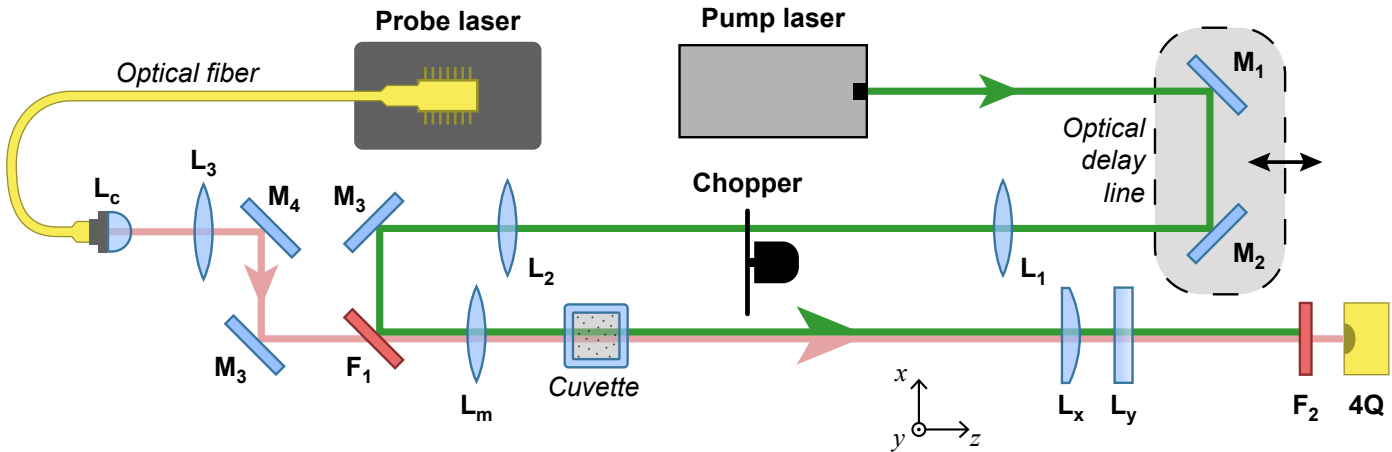 Probe laser
Pump laser
Optical fiber
M1
Optical
delay
line
L3
Lc
M4
M3
Chopper
L2
L1
M2
M3
F1
Lm
Cuvette
x
y
z
Lx
Ly
F2
4Q